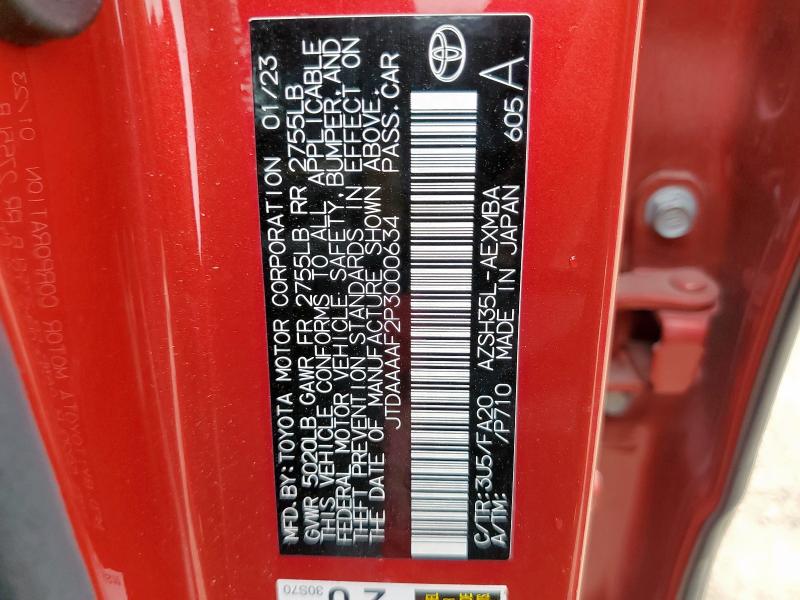 MFD. BY: TOYOTA MOTOR CORPORATION 01/23
GVWR 5020LB GAWR FR 2755LB RR 2755LB
THIS VEHICLE CONFORMS TO ALL APPLICABLE
FEDERAL MOTOR VEHICLE SAFETY, BUMPER, AND
THEFT PREVENTION STANDARDS IN EFFECT ON
THE DATE OF MANUFACTURE SHOWN ABOVE.
JTDAAAAF2P3000634 PASS. CAR
C/TR: 3U5/FA20 AZSH35L-AEXMBA 605 A
A/TM: /P710 MADE IN JAPAN
30S70